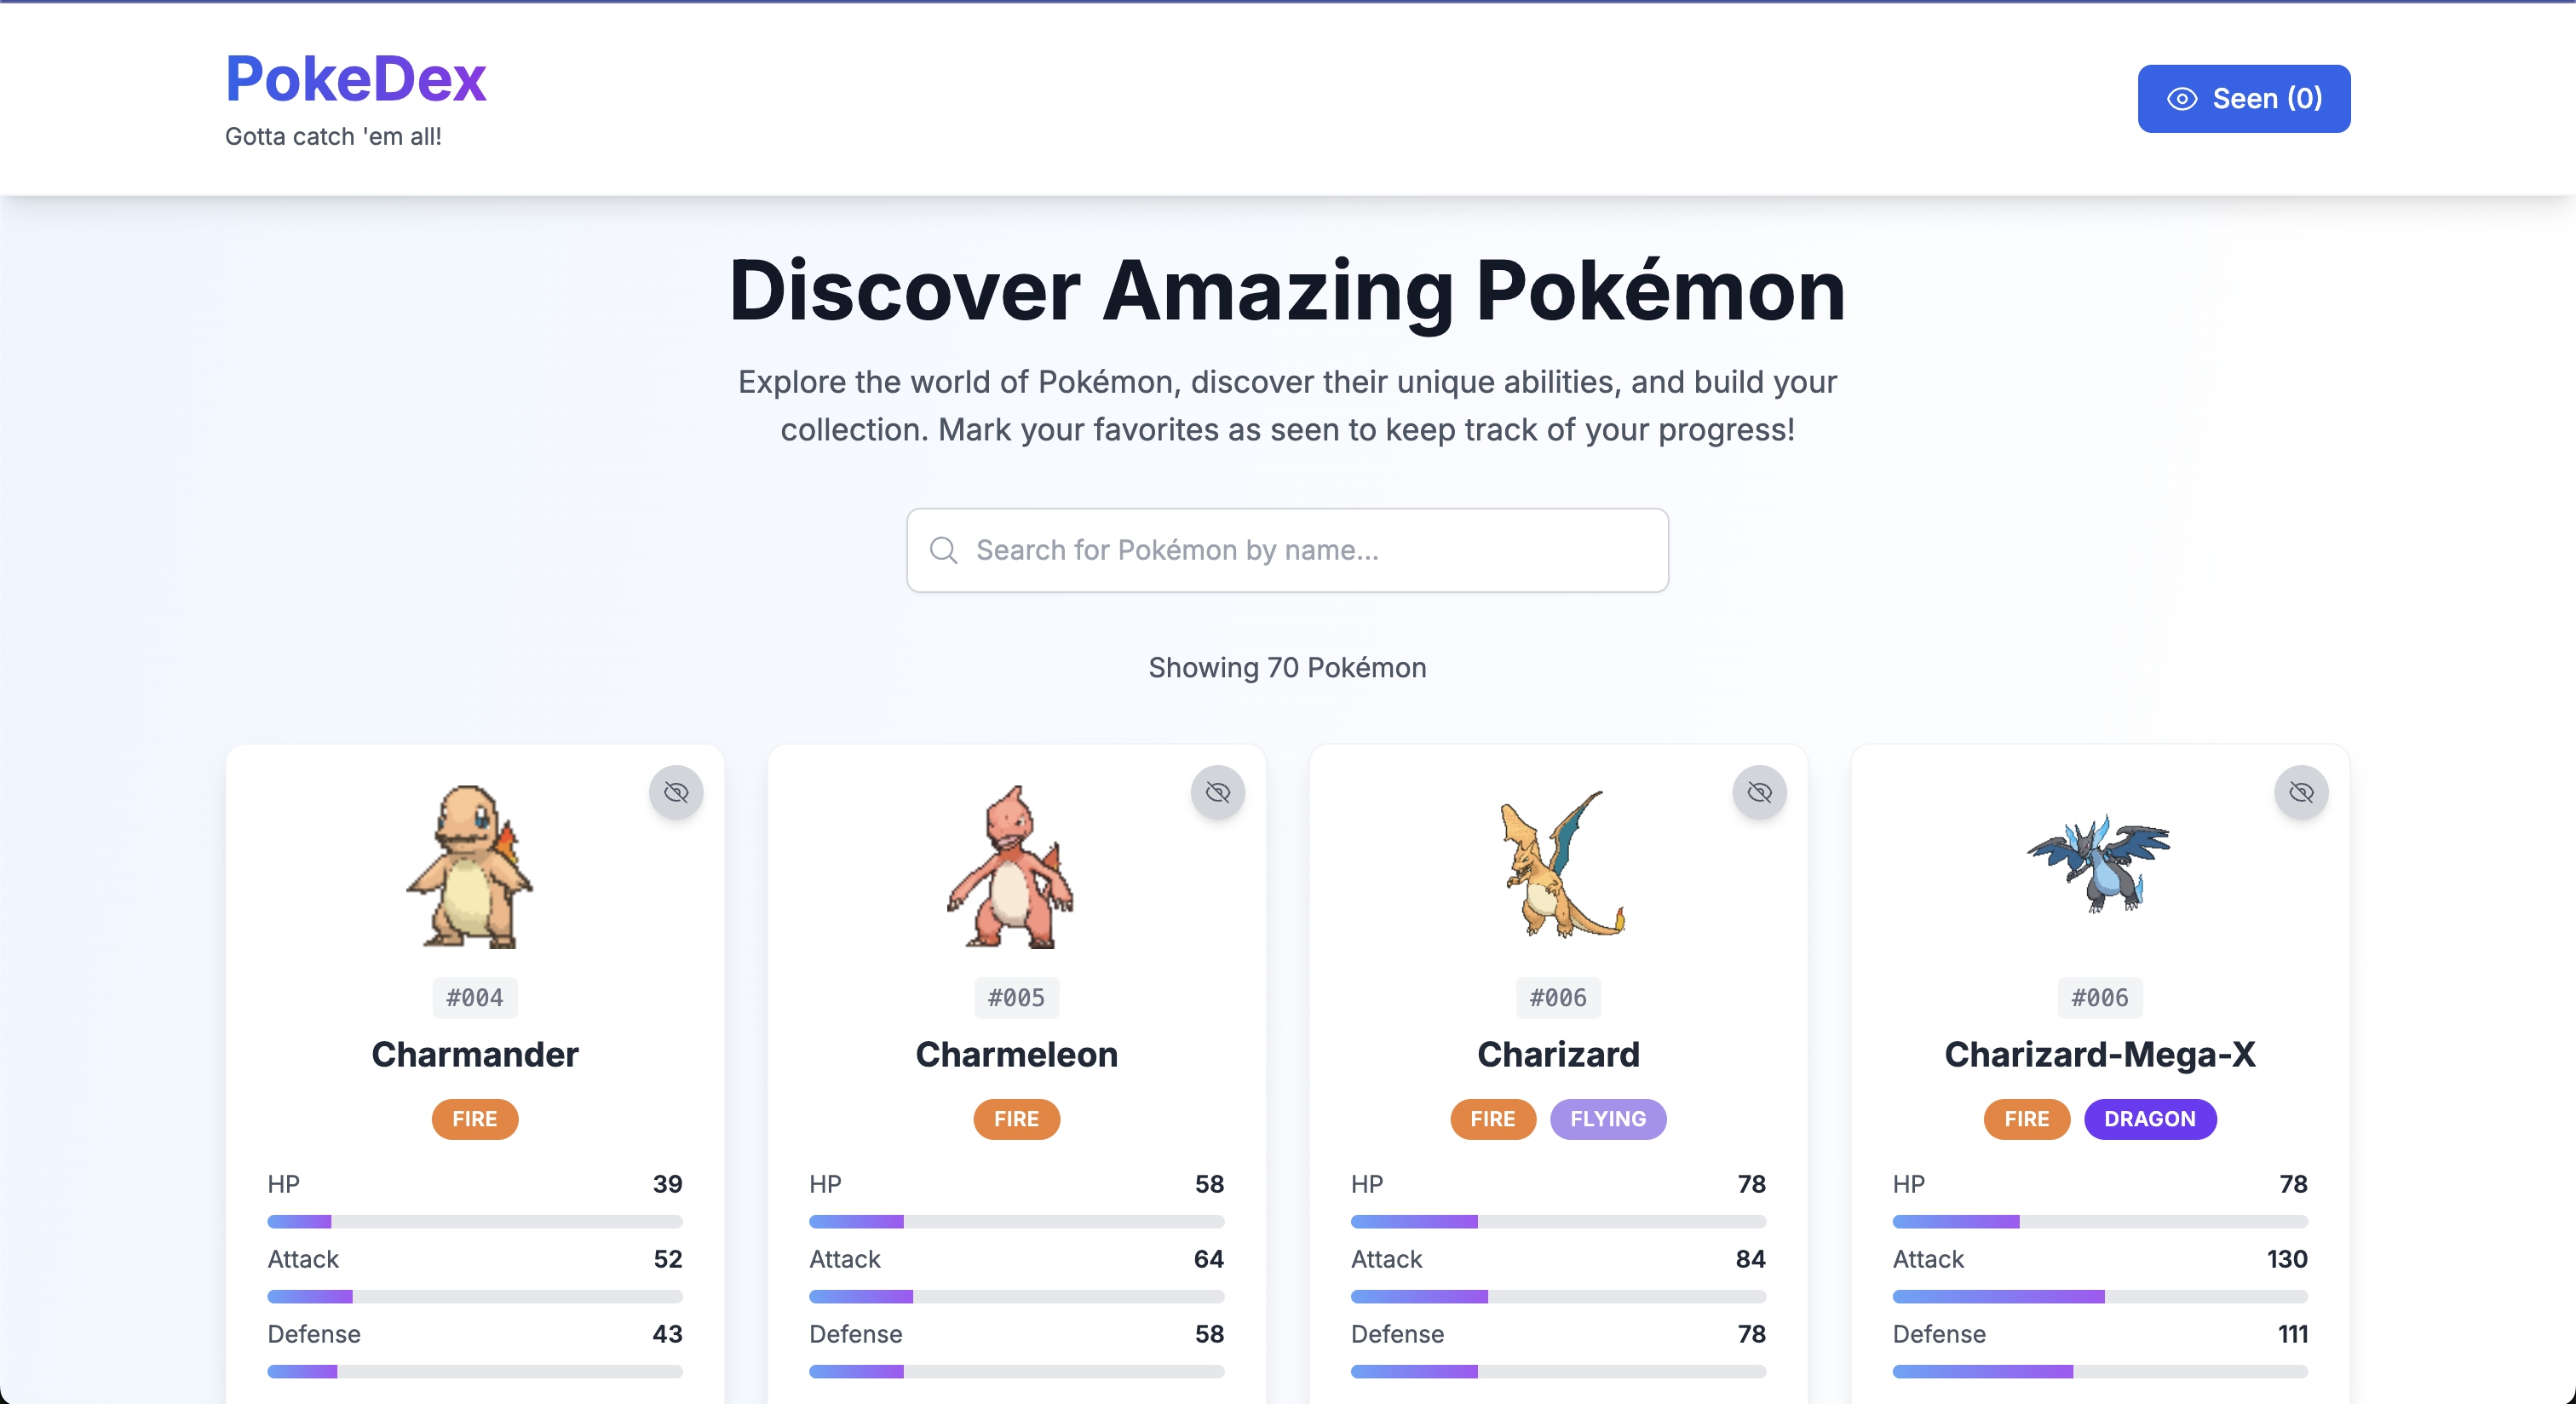 PokeDex
Gotta catch 'em all!
Seen (0)
Discover Amazing Pokémon
Explore the world of Pokémon, discover their unique abilities, and build your
collection. Mark your favorites as seen to keep track of your progress!
Search for Pokémon by name...
Showing 70 Pokémon
#004
Charmander
FIRE
HP 39
Attack 52
Defense 43
#005
Charmeleon
FIRE
HP 58
Attack 64
Defense 58
#006
Charizard
FIRE FLYING
HP 78
Attack 84
Defense 78
#006
Charizard-Mega-X
FIRE DRAGON
HP 78
Attack 130
Defense 111